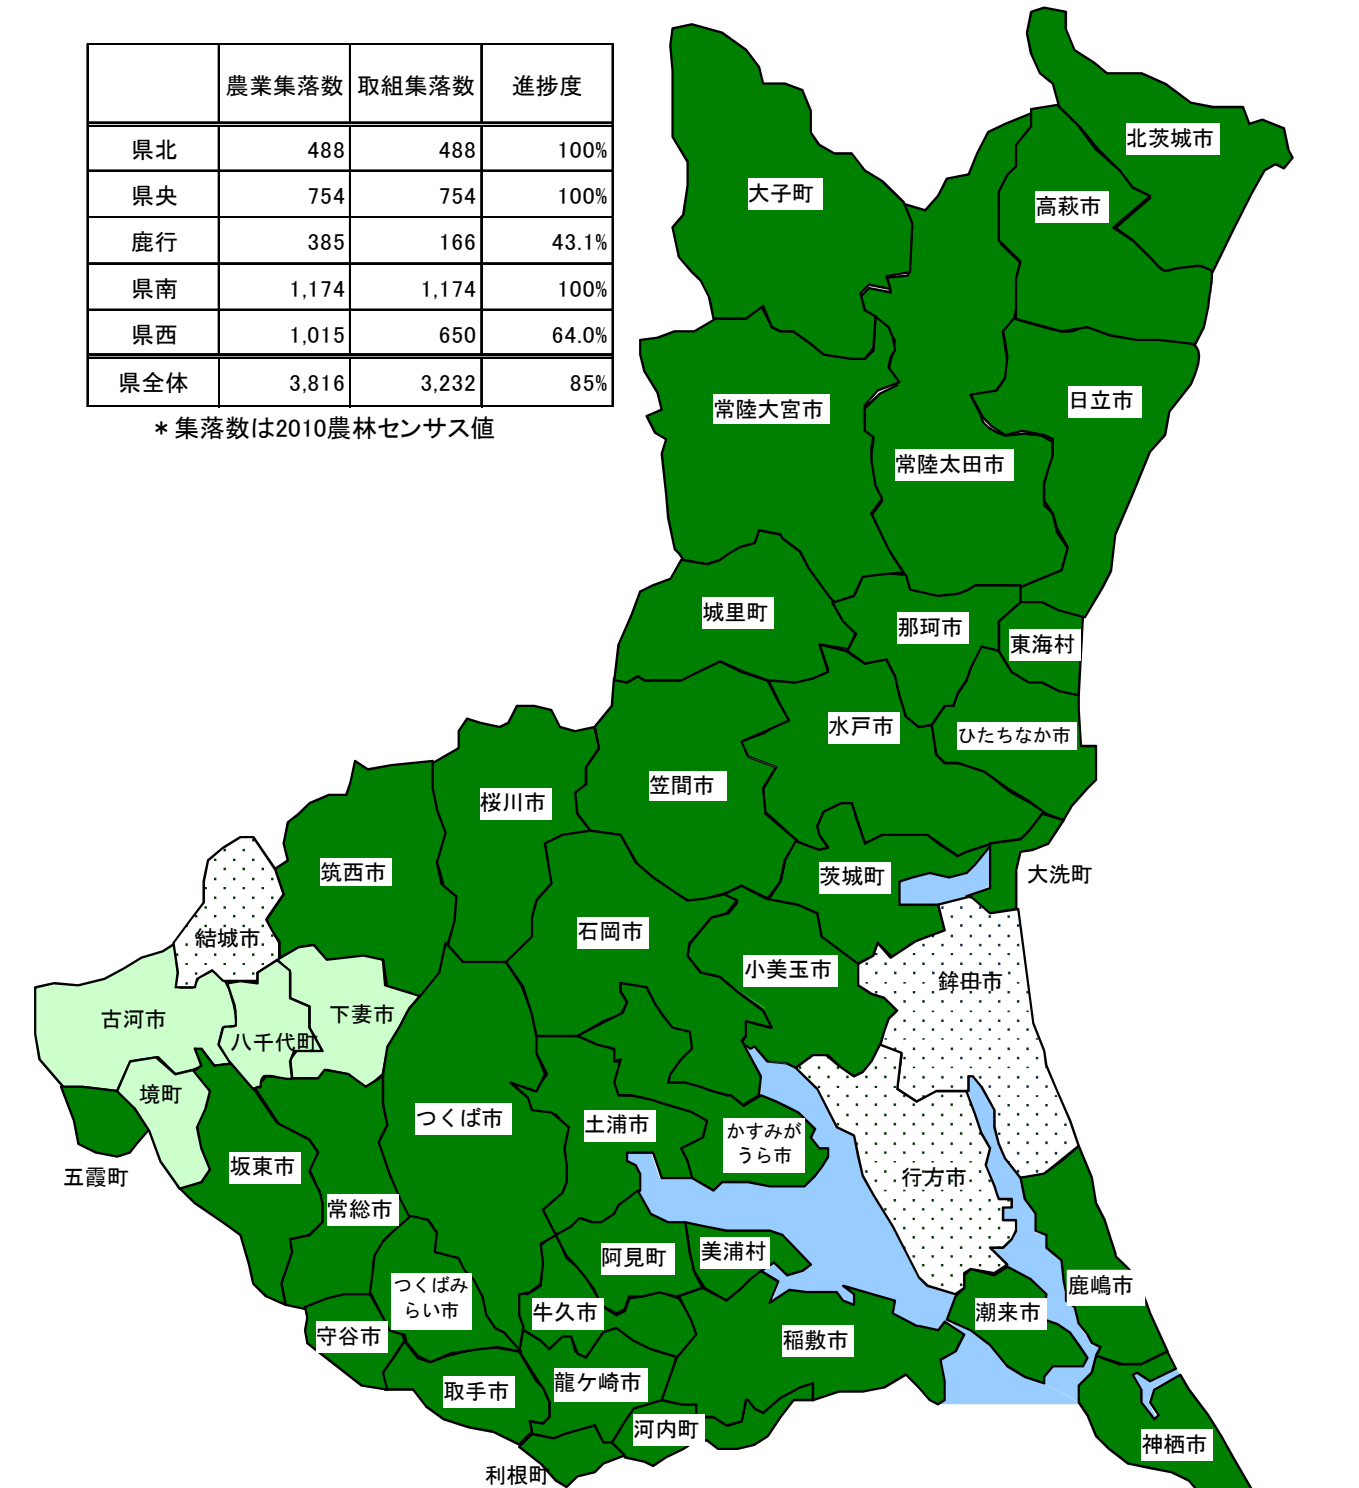 農業集落数 取組集落数 進捗度
県北 488 488 100%
県央 754 754 100%
鹿行 385 166 43.1%
県南 1,174 1,174 100%
県西 1,015 650 64.0%
県全体 3,816 3,232 85%
＊集落数は2010農林センサス値
北茨城市
大子町
高萩市
日立市
常陸大宮市
常陸太田市
城里町
那珂市
東海村
水戸市
ひたちなか市
笠間市
桜川市
筑西市
茨城町
大洗町
石岡市
結城市
小美玉市
鉾田市
古河市
下妻市
八千代町
境町
つくば市
土浦市
かすみが
うら市
坂東市
五霞町
行方市
常総市
阿見町
美浦村
つくばみ
らい市
鹿嶋市
牛久市
潮来市
守谷市
稲敷市
龍ケ崎市
取手市
河内町
神栖市
利根町